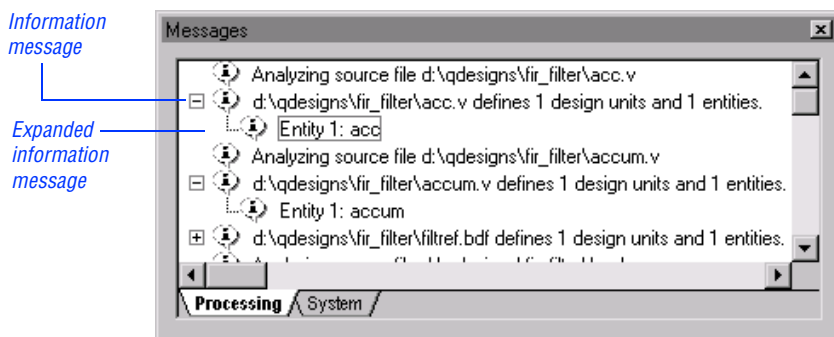 Information
message
Expanded
information
message
Messages
Analyzing source file d:\qdesigns\fir_filter\acc.v
d:\qdesigns\fir_filter\acc.v defines 1 design units and 1 entities.
Entity 1: acc
Analyzing source file d:\qdesigns\fir_filter\accum.v
d:\qdesigns\fir_filter\accum.v defines 1 design units and 1 entities.
Entity 1: accum
d:\qdesigns\fir_filter\filtref.bdf defines 1 design units and 1 entities.
Processing
System